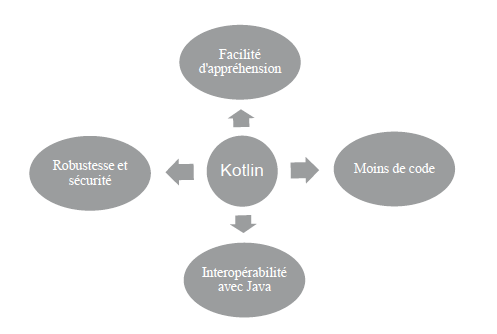 Facilité
d'appréhension
Robustesse et
sécurité
Kotlin
Moins de code
Interopérabilité
avec Java